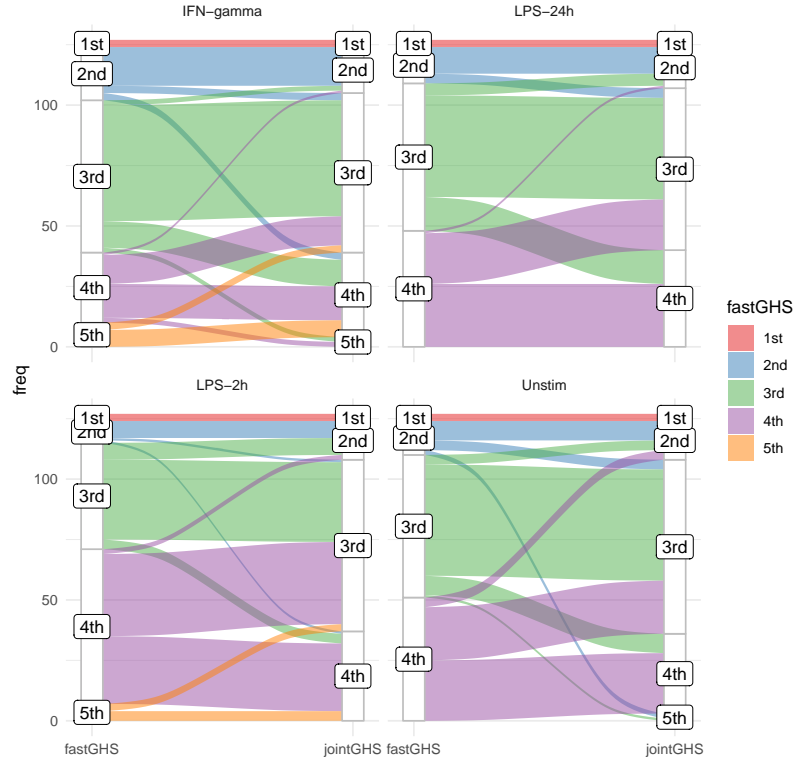 IFN−gamma
LPS−24h
1st
1st
1st
1st
2nd
2nd
2nd
2nd
100
3rd
3rd
3rd
3rd
50
4th
4th
4th
4th
5th
5th
0
freq
LPS−2h
Unstim
1st
1st
1st
1st
2nd
2nd
2nd
2nd
100
3rd
3rd
3rd
3rd
50
4th
4th
4th
4th
5th
5th
0
fastGHS
jointGHS
fastGHS
jointGHS
fastGHS
1st
2nd
3rd
4th
5th